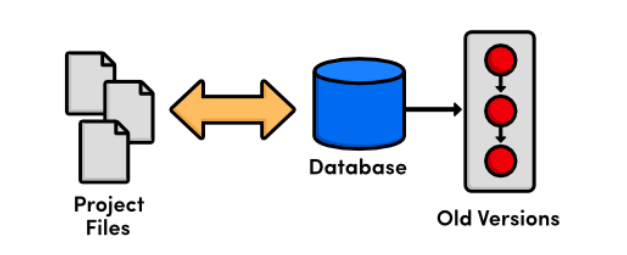 Project
Files
Database
Old Versions